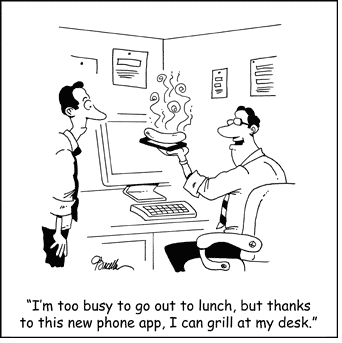 Bucella
"I'm too busy to go out to lunch, but thanks
to this new phone app, I can grill at my desk."